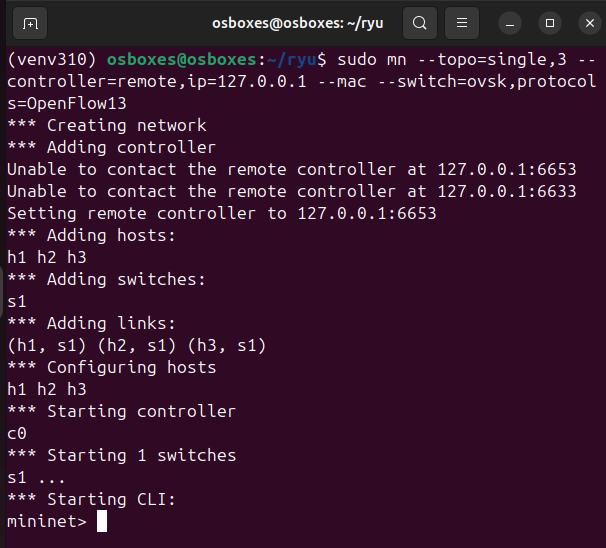 osboxes@osboxes: ~/ryu
(venv310) osboxes@osboxes:~/ryu$ sudo mn --topo=single,3 --
controller=remote,ip=127.0.0.1 --mac --switch=ovsk,protocol
s=OpenFlow13
*** Creating network
*** Adding controller
Unable to contact the remote controller at 127.0.0.1:6653
Unable to contact the remote controller at 127.0.0.1:6633
Setting remote controller to 127.0.0.1:6653
*** Adding hosts:
h1 h2 h3
*** Adding switches:
s1
*** Adding links:
(h1, s1) (h2, s1) (h3, s1)
*** Configuring hosts
h1 h2 h3
*** Starting controller
c0
*** Starting 1 switches
s1 ...
*** Starting CLI:
mininet>